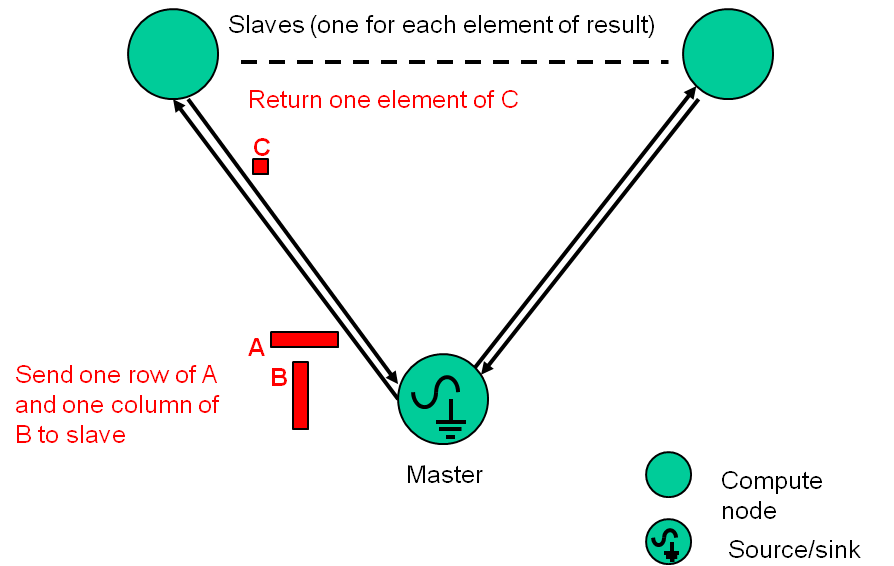 Slaves (one for each element of result)
Return one element of C
C
A
B
Send one row of A
and one column of
B to slave
Master
Compute
node
Source/sink